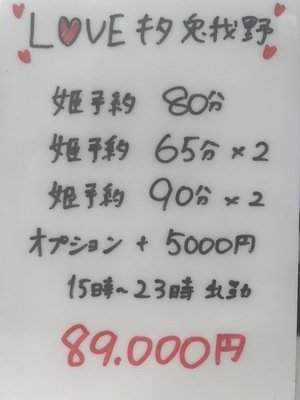 LOVEキタ兎我野
姫予約 80分
姫予約 65分×2
姫予約 90分×2
オプション + 5000円
15時~23時 出勤
89.000円